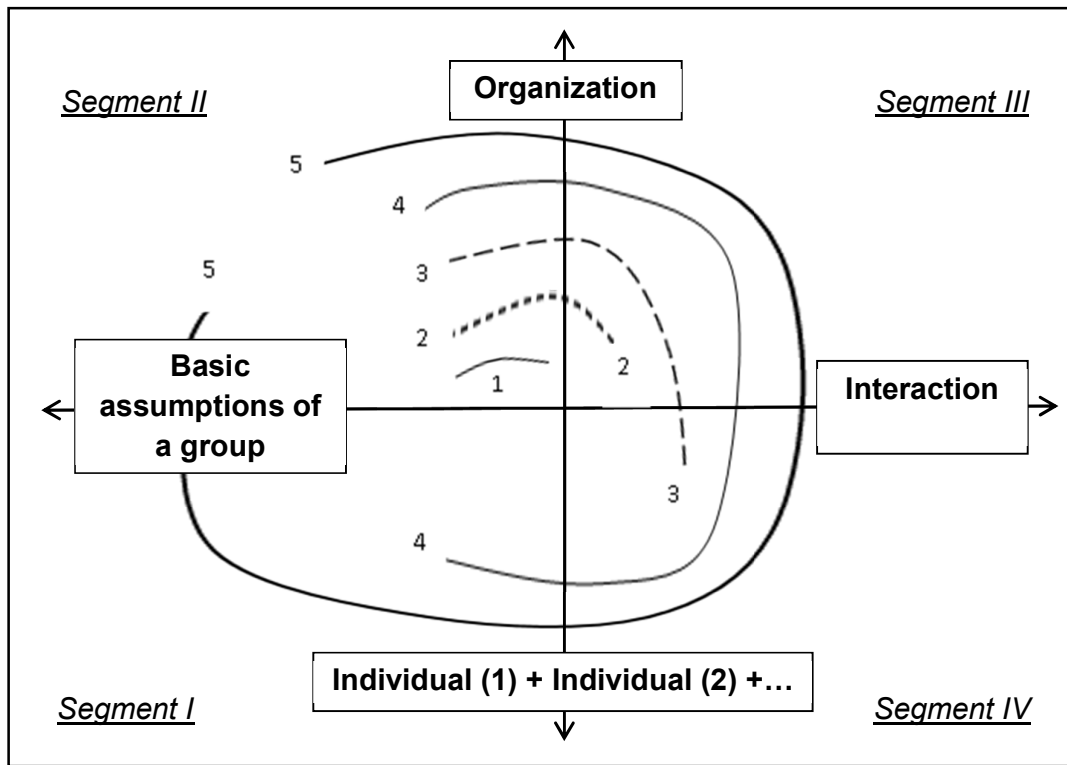 Organization
Segment II
Segment III
5
4
3
5
2
2
1
Basic
assumptions of
a group
Interaction
3
4
Individual (1) + Individual (2) +…
Segment I
Segment IV